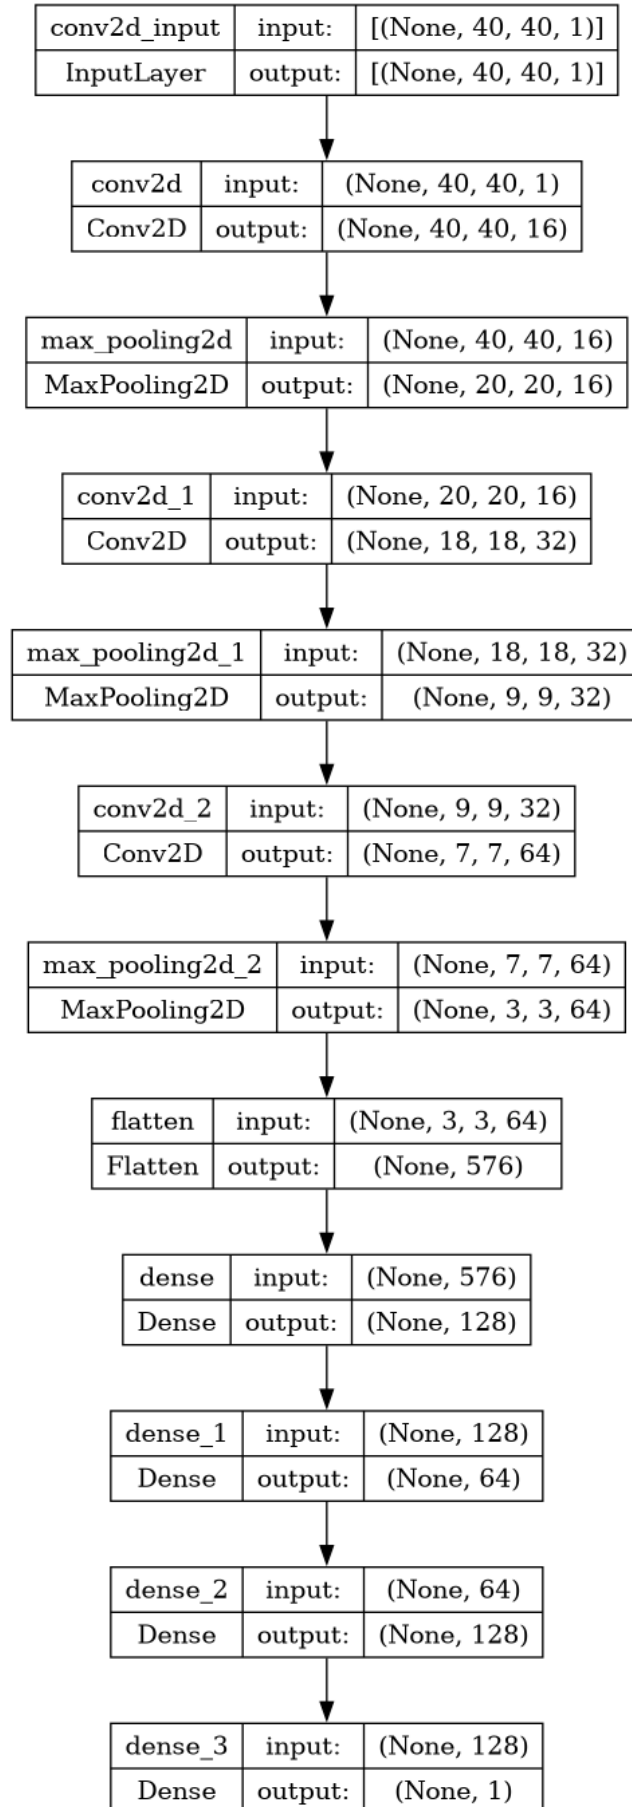 conv2d_input input: [(None, 40, 40, 1)]
InputLayer output: [(None, 40, 40, 1)]
conv2d input: (None, 40, 40, 1)
Conv2D output: (None, 40, 40, 16)
max_pooling2d input: (None, 40, 40, 16)
MaxPooling2D output: (None, 20, 20, 16)
conv2d_1 input: (None, 20, 20, 16)
Conv2D output: (None, 18, 18, 32)
max_pooling2d_1 input: (None, 18, 18, 32)
MaxPooling2D output: (None, 9, 9, 32)
conv2d_2 input: (None, 9, 9, 32)
Conv2D output: (None, 7, 7, 64)
max_pooling2d_2 input: (None, 7, 7, 64)
MaxPooling2D output: (None, 3, 3, 64)
flatten input: (None, 3, 3, 64)
Flatten output: (None, 576)
dense input: (None, 576)
Dense output: (None, 128)
dense_1 input: (None, 128)
Dense output: (None, 64)
dense_2 input: (None, 64)
Dense output: (None, 128)
dense_3 input: (None, 128)
Dense output: (None, 1)